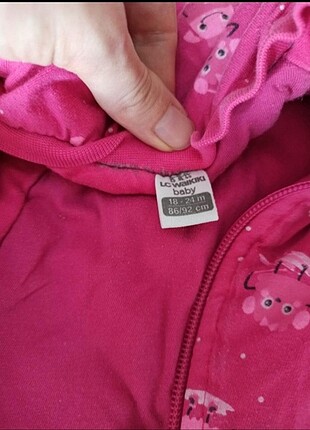 LC WAIKIKI
baby
18 - 24 m
86/92 cm